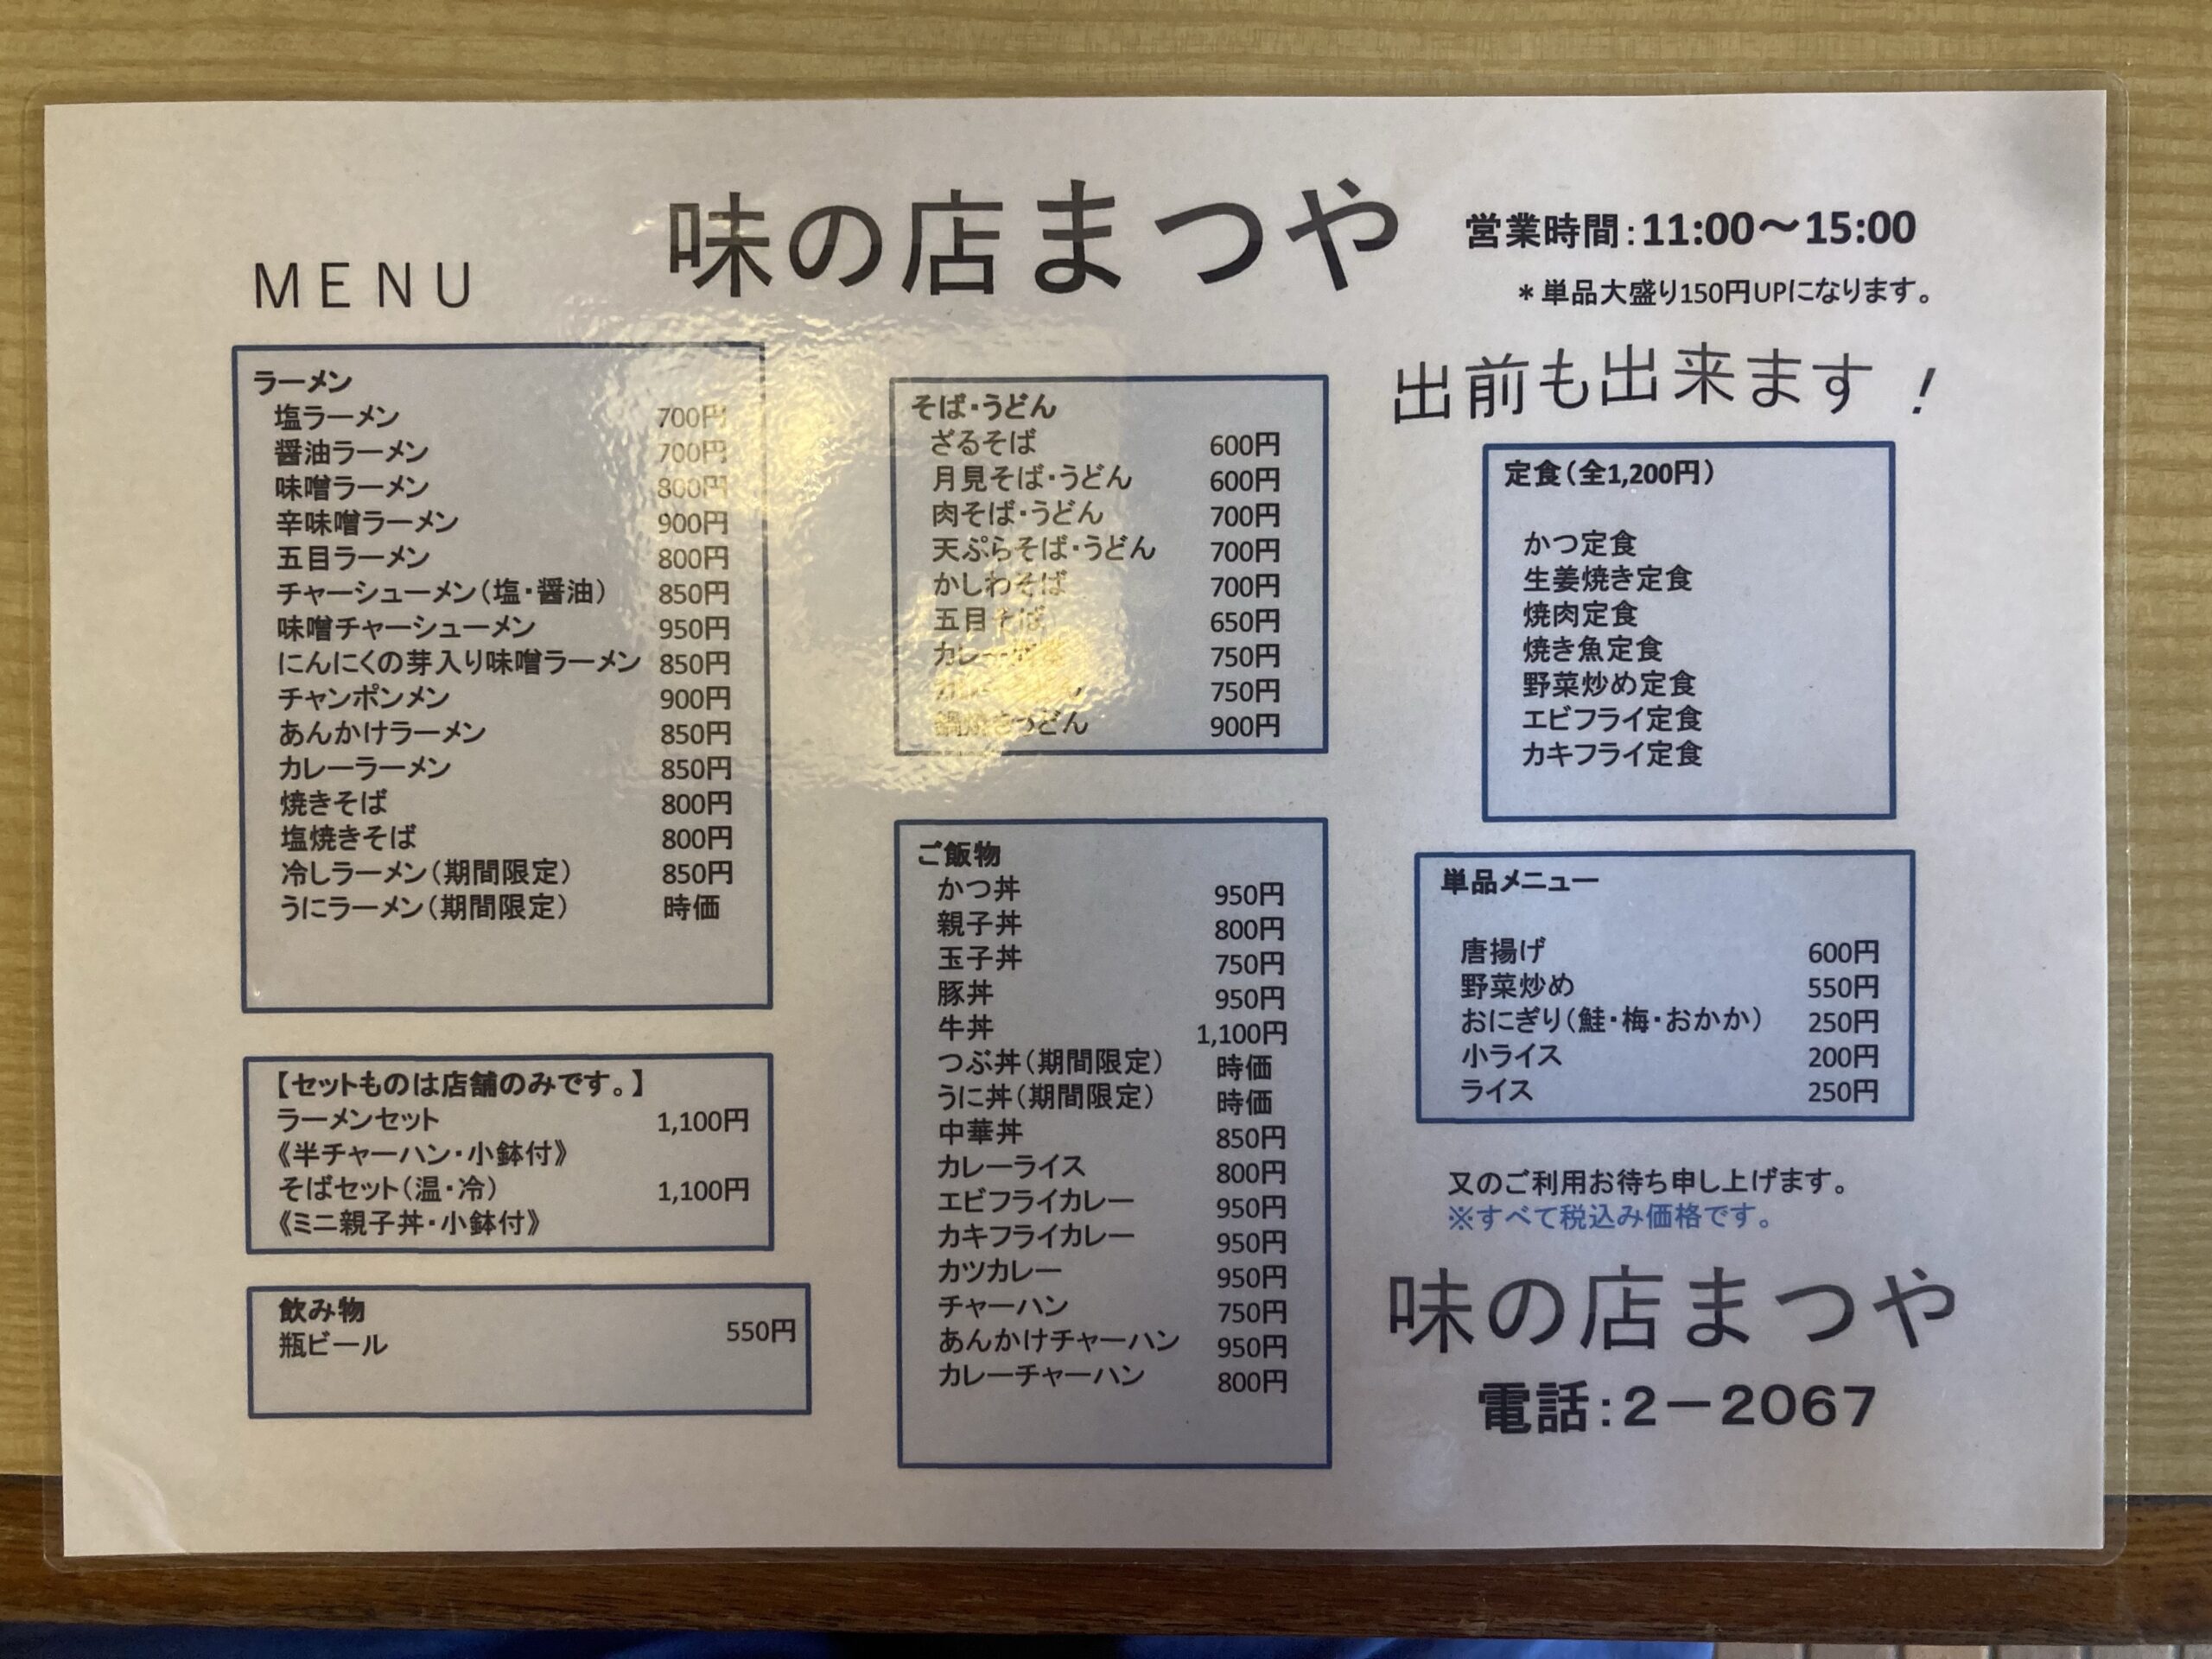 MENU
味の店まつや
営業時間：11:00～15:00
＊単品大盛り150円UPになります。
出前も出来ます！
ラーメン
塩ラーメン 700円
醤油ラーメン 700円
味噌ラーメン 800円
辛味噌ラーメン 900円
五目ラーメン 800円
チャーシューメン（塩・醤油） 850円
味噌チャーシューメン 950円
にんにくの芽入り味噌ラーメン 850円
チャンポンメン 900円
あんかけラーメン 850円
カレーラーメン 850円
焼きそば 800円
塩焼きそば 800円
冷しラーメン（期間限定） 850円
うにラーメン（期間限定） 時価
【セットものは店舗のみです。】
ラーメンセット 1,100円
《半チャーハン・小鉢付》
そばセット（温・冷） 1,100円
《ミニ親子丼・小鉢付》
飲み物
瓶ビール 550円
そば・うどん
ざるそば 600円
月見そば・うどん 600円
肉そば・うどん 700円
天ぷらそば・うどん 700円
かしわそば 700円
五目そば 650円
750円
750円
鍋焼きうどん 900円
ご飯物
かつ丼 950円
親子丼 800円
玉子丼 750円
豚丼 950円
牛丼 1,100円
つぶ丼（期間限定） 時価
うに丼（期間限定） 時価
中華丼 850円
カレーライス 800円
エビフライカレー 950円
カキフライカレー 950円
カツカレー 950円
チャーハン 750円
あんかけチャーハン 950円
カレーチャーハン 800円
定食（全1,200円）
かつ定食
生姜焼き定食
焼肉定食
焼き魚定食
野菜炒め定食
エビフライ定食
カキフライ定食
単品メニュー
唐揚げ 600円
野菜炒め 550円
おにぎり（鮭・梅・おかか） 250円
小ライス 200円
ライス 250円
又のご利用お待ち申し上げます。
※すべて税込み価格です。
味の店まつや
電話：2－2067